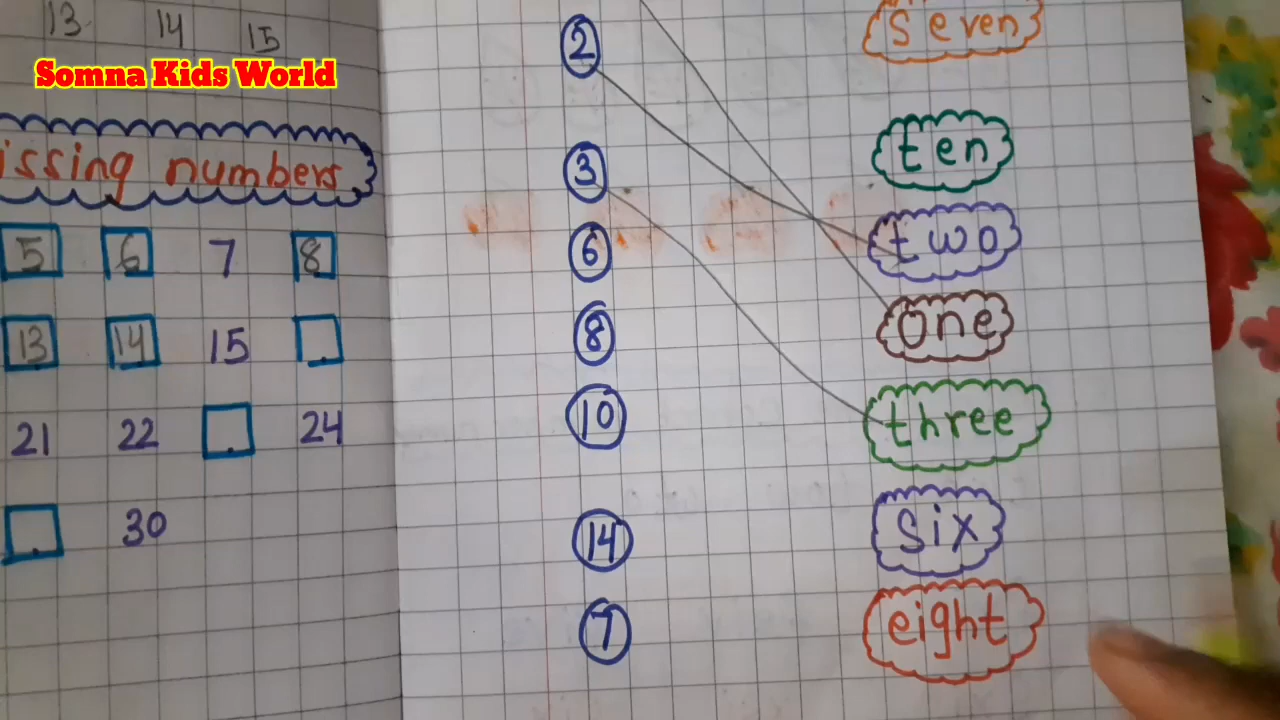 13 14 15
Somna Kids World
issing numbers
5 6 7 8
13 14 15
21 22 24
30
2 seven
ten
3
two
6
one
8
10 three
14 six
7 eight